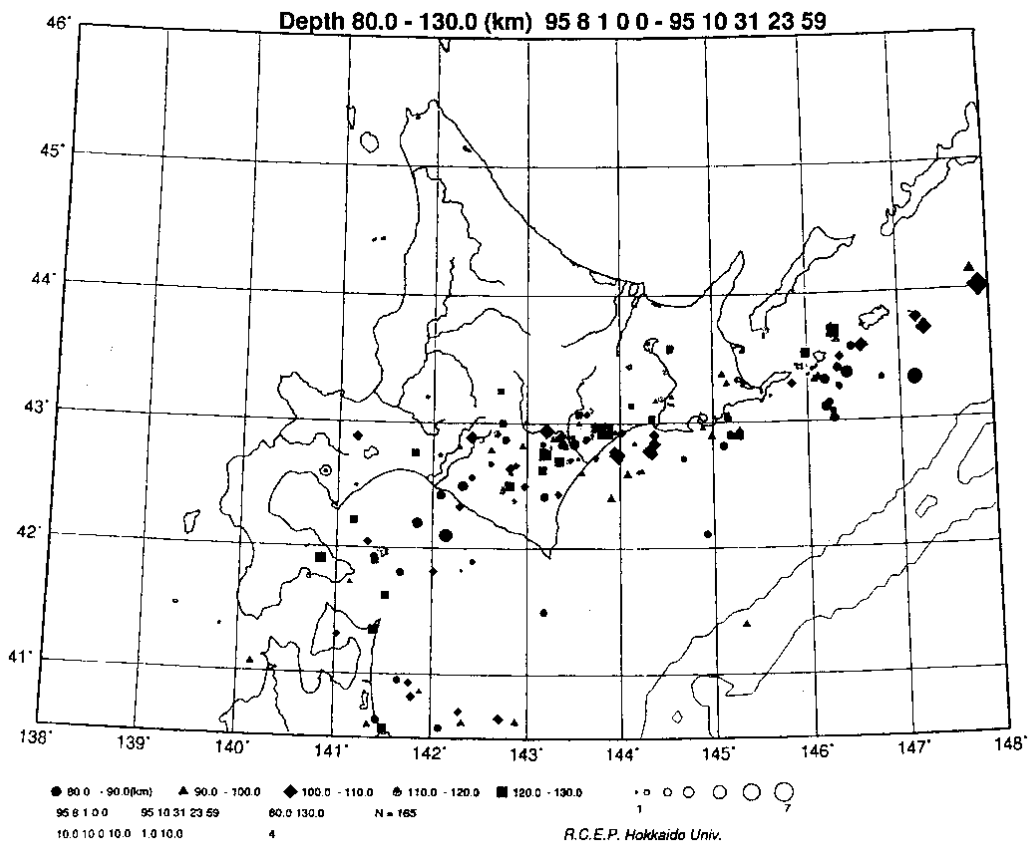 Depth 80.0 - 130.0 (km) 95 8 1 0 0 - 95 10 31 23 59
46°
45°
44°
43°
42°
41°
138° 139° 140° 141° 142° 143° 144° 145° 146° 147° 148°
80.0 - 90.0(km) 90.0 - 100.0 100.0 - 110.0 110.0 - 120.0 120.0 - 130.0 1 7
95 8 1 0 0 95 10 31 23 59 80.0 130.0 N = 165
10.0 10 0 10.0 1.0 10.0 4 R.C.E.P. Hokkaido Univ.